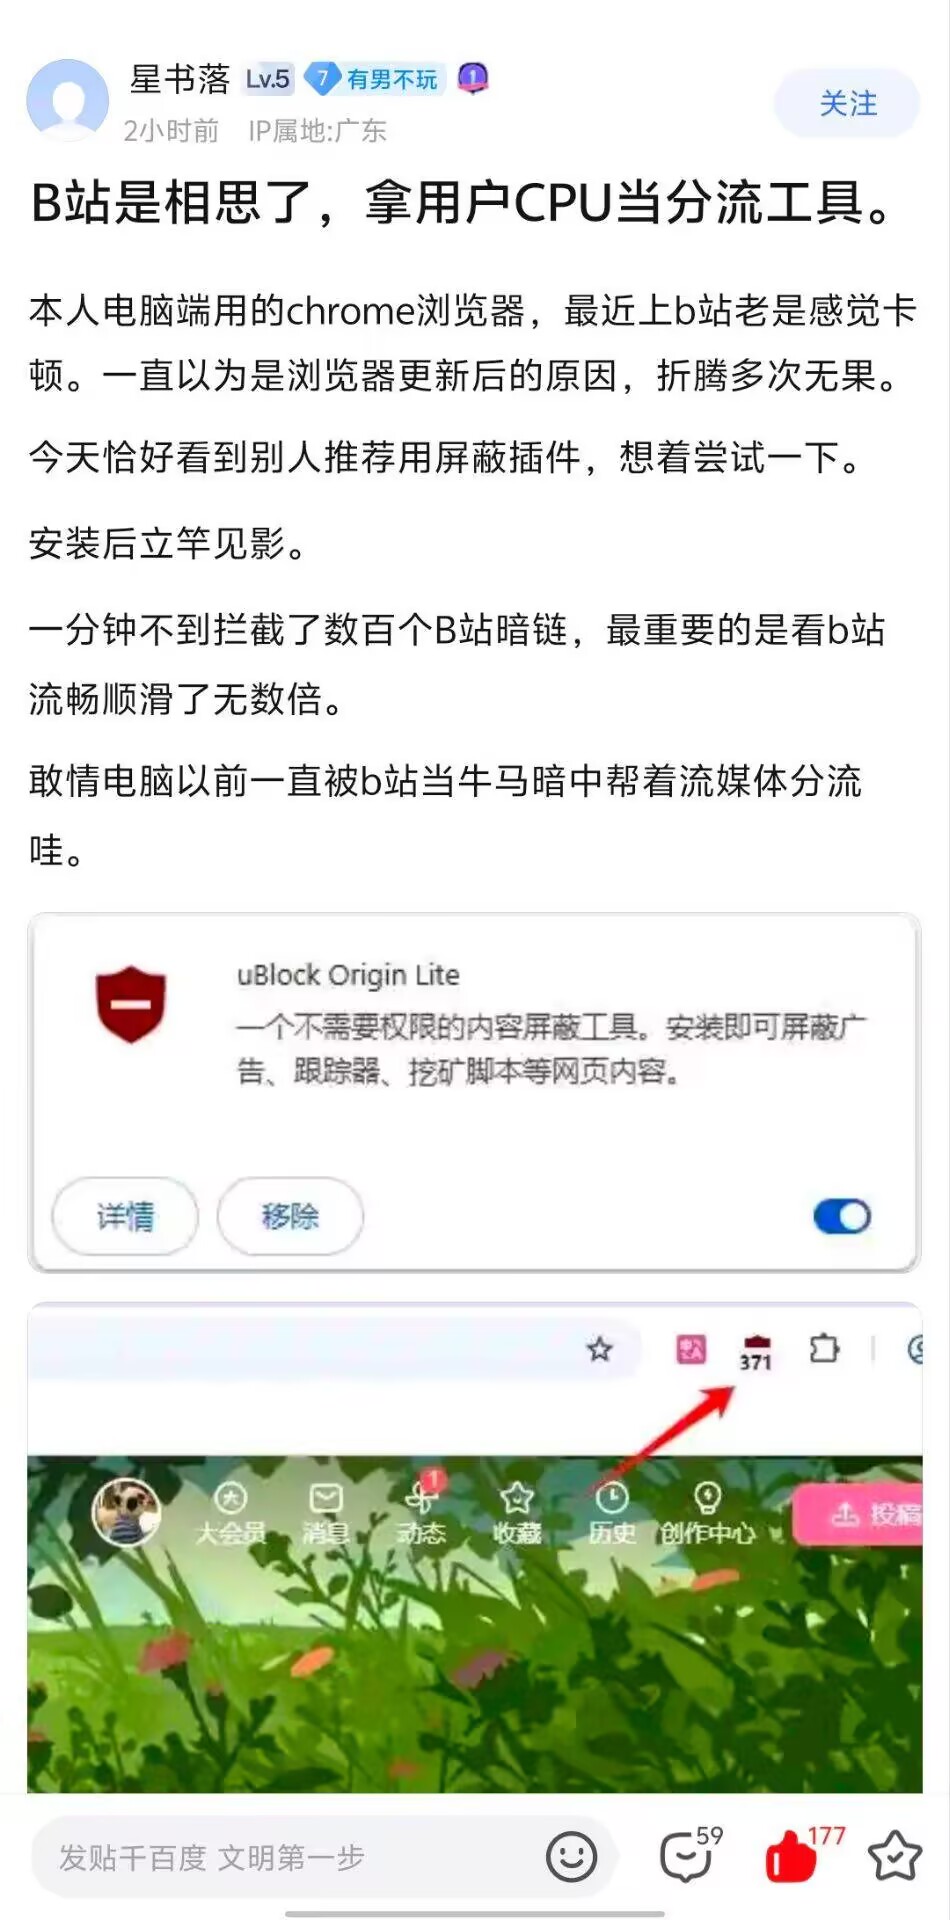 星书落 Lv.5 7 有男不玩 1
2小时前 IP属地:广东
关注
B站是相思了，拿用户CPU当分流工具。
本人电脑端用的chrome浏览器，最近上b站老是感觉卡
顿。一直以为是浏览器更新后的原因，折腾多次无果。
今天恰好看到别人推荐用屏蔽插件，想着尝试一下。
安装后立竿见影。
一分钟不到拦截了数百个B站暗链，最重要的是看b站
流畅顺滑了无数倍。
敢情电脑以前一直被b站当牛马暗中帮着流媒体分流
哇。
uBlock Origin Lite
一个不需要权限的内容屏蔽工具。安装即可屏蔽广
告、跟踪器、挖矿脚本等网页内容。
详情 移除
371
1
大会员 消息 动态 收藏 历史 创作中心 投稿
发贴千百度 文明第一步
59 177